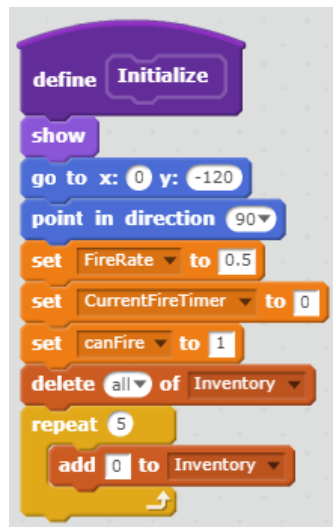 define Initialize
show
go to x: 0 y: -120
point in direction 90
set FireRate to 0.5
set CurrentFireTimer to 0
set canFire to 1
delete all of Inventory
repeat 5
add 0 to Inventory